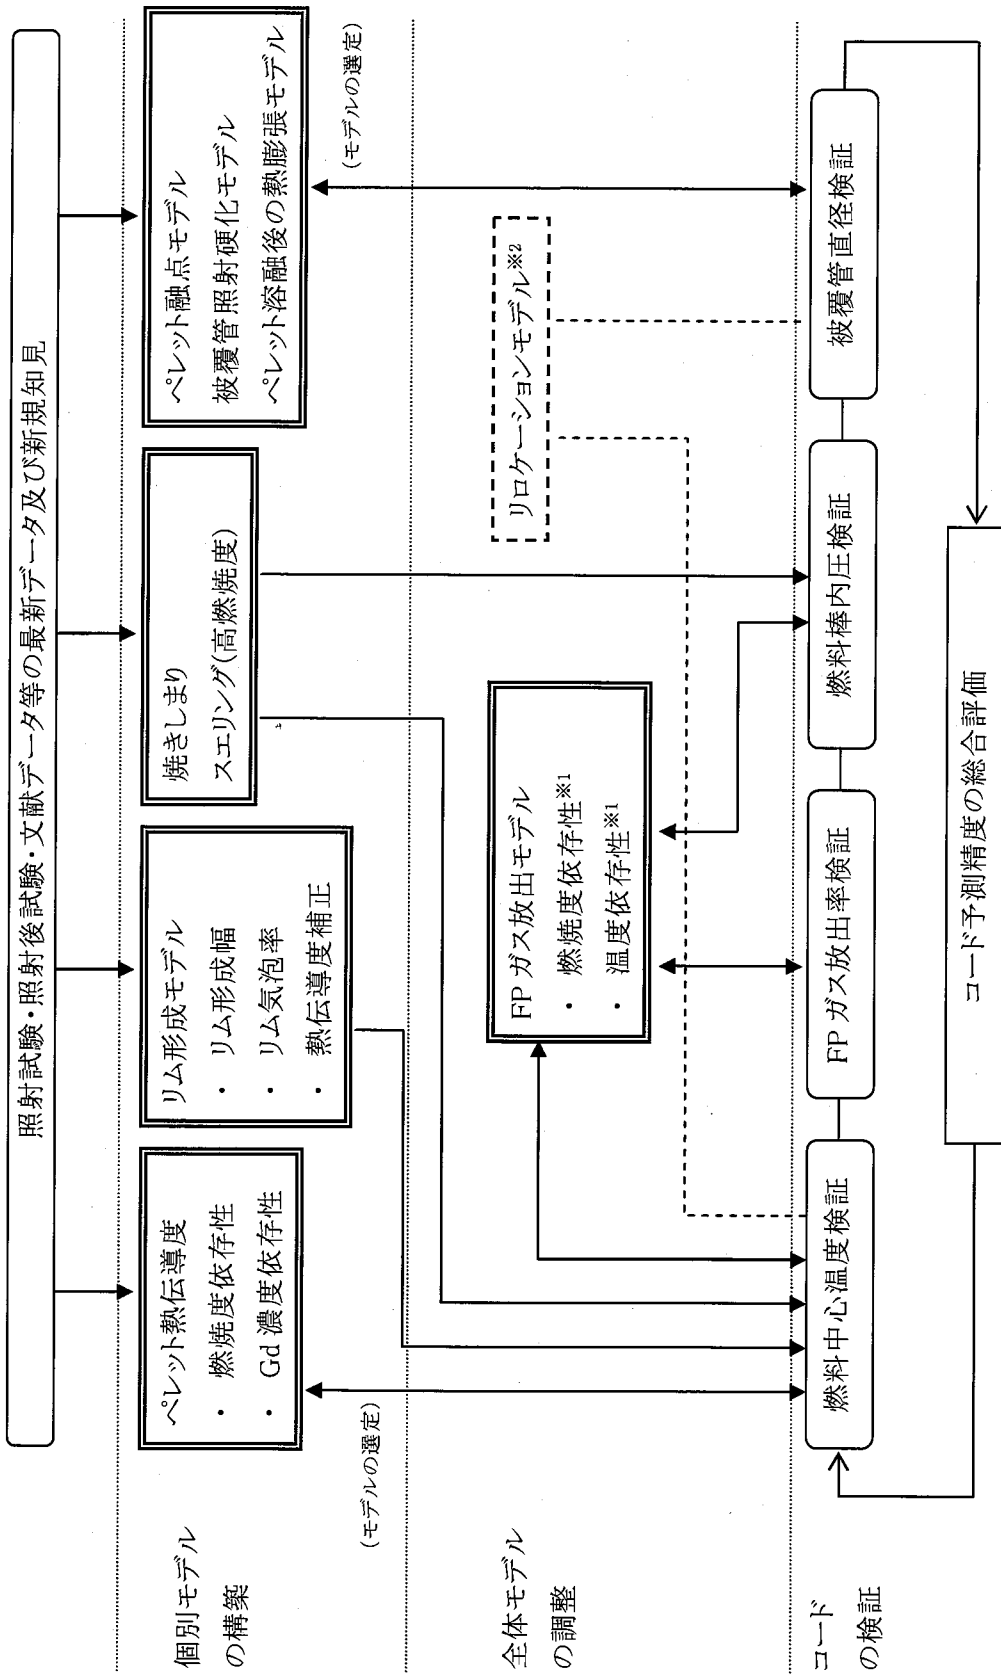 照射試験・照射後試験・文献データ等の最新データ及び新規知見
個別モデル
の構築
ペレット熱伝導度
・ 燃焼度依存性
・ Gd 濃度依存性
リム形成モデル
・ リム形成幅
・ リム気泡率
・ 熱伝導度補正
焼きしまり
スエリング(高燃焼度)
ペレット融点モデル
被覆管照射硬化モデル
ペレット溶融後の熱膨張モデル
(モデルの選定)
(モデルの選定)
全体モデル
の調整
FP ガス放出モデル
・ 燃焼度依存性※1
・ 温度依存性※1
リロケーションモデル※2
コード
の検証
燃料中心温度検証
FP ガス放出率検証
燃料棒内圧検証
被覆管直径検証
コード予測精度の総合評価